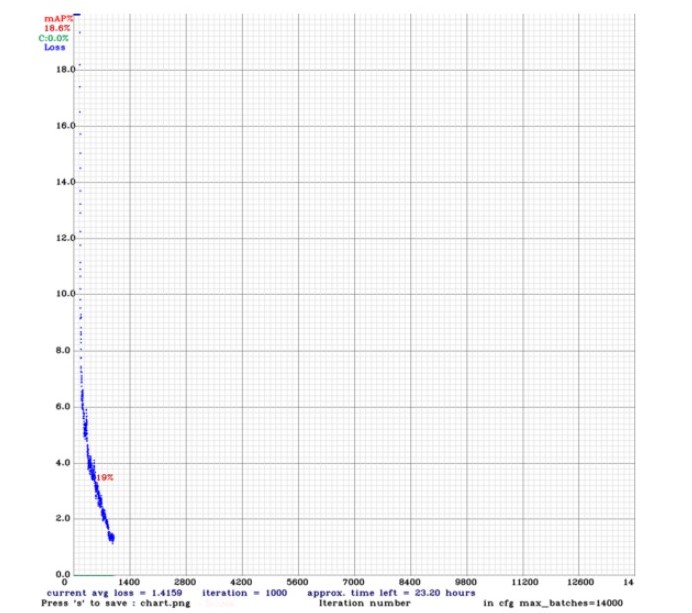 mAP%
18.6%
C:0.0%
Loss
18.0
16.0
14.0
12.0
10.0
8.0
6.0
4.0
19%
2.0
0.0
0 1400 2800 4200 5600 7000 8400 9800 11200 12600 14
current avg loss = 1.4159 iteration = 1000 approx. time left = 23.20 hours
Press 's' to save : chart.png Iteration number in cfg max_batches=14000